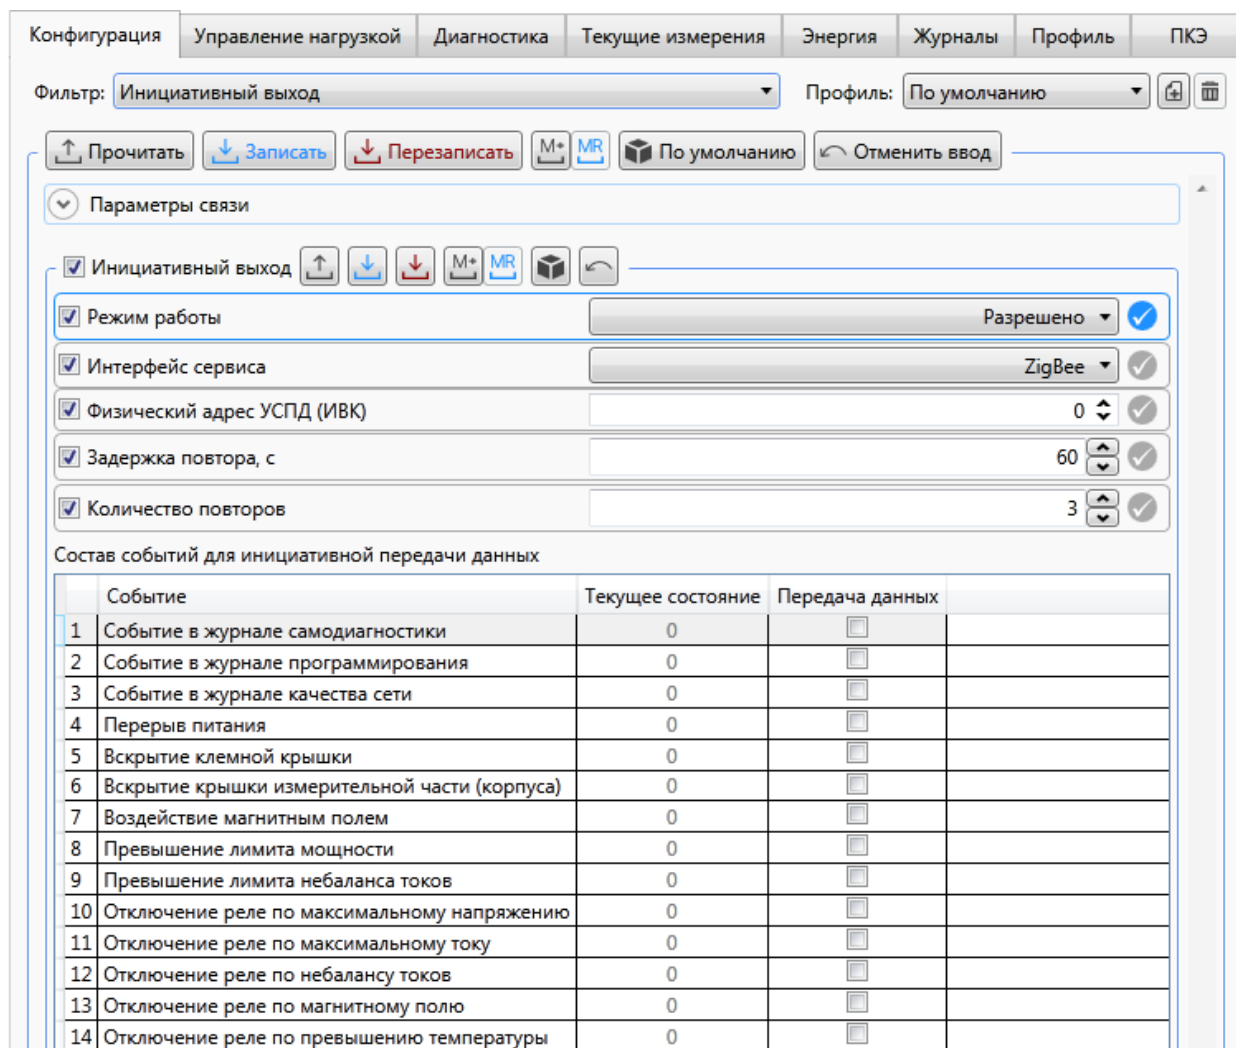 Конфигурация Управление нагрузкой Диагностика Текущие измерения Энергия Журналы Профиль ПКЭ
Фильтр: Инициативный выход Профиль: По умолчанию
Прочитать Записать Перезаписать M+ MR По умолчанию Отменить ввод
Параметры связи
Инициативный выход M+ MR
Режим работы Разрешено
Интерфейс сервиса ZigBee
Физический адрес УСПД (ИВК) 0
Задержка повтора, с 60
Количество повторов 3
Состав событий для инициативной передачи данных
Событие Текущее состояние Передача данных
1 Событие в журнале самодиагностики 0
2 Событие в журнале программирования 0
3 Событие в журнале качества сети 0
4 Перерыв питания 0
5 Вскрытие клемной крышки 0
6 Вскрытие крышки измерительной части (корпуса) 0
7 Воздействие магнитным полем 0
8 Превышение лимита мощности 0
9 Превышение лимита небаланса токов 0
10 Отключение реле по максимальному напряжению 0
11 Отключение реле по максимальному току 0
12 Отключение реле по небалансу токов 0
13 Отключение реле по магнитному полю 0
14 Отключение реле по превышению температуры 0